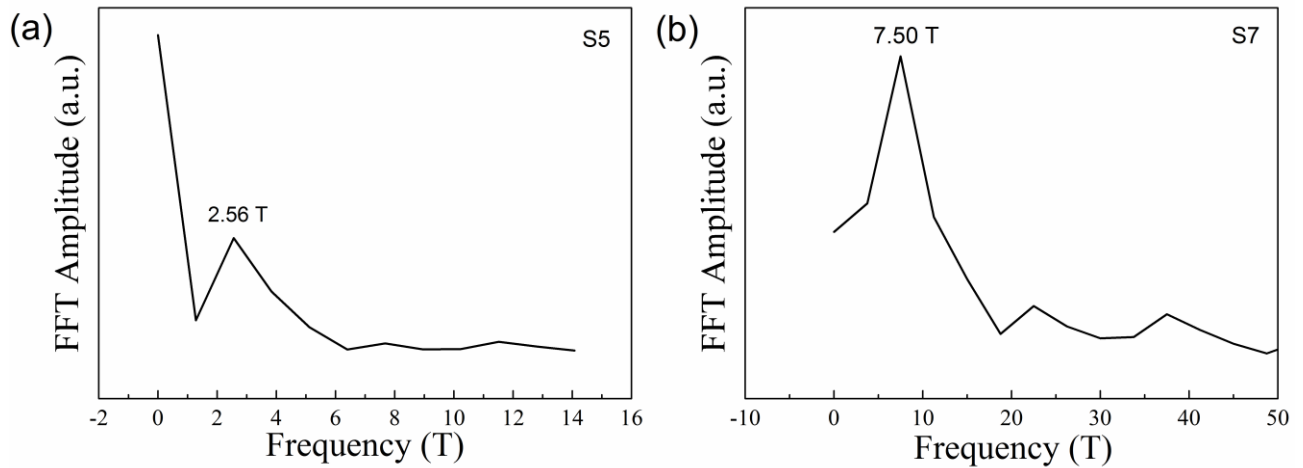 (a)
S5
2.56 T
FFT Amplitude (a.u.)
-2 0 2 4 6 8 10 12 14 16
Frequency (T)
(b)
7.50 T
S7
FFT Amplitude (a.u.)
-10 0 10 20 30 40 50
Frequency (T)